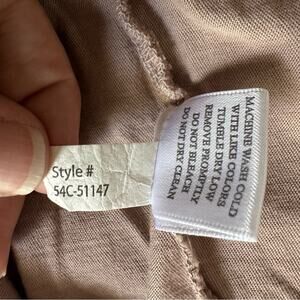 Style #
54C-51147
MACHINE WASH COLD
WITH LIKE COLORS
TUMBLE DRY LOW
REMOVE PROMPTLY
DO NOT BLEACH
DO NOT DRY CLEAN